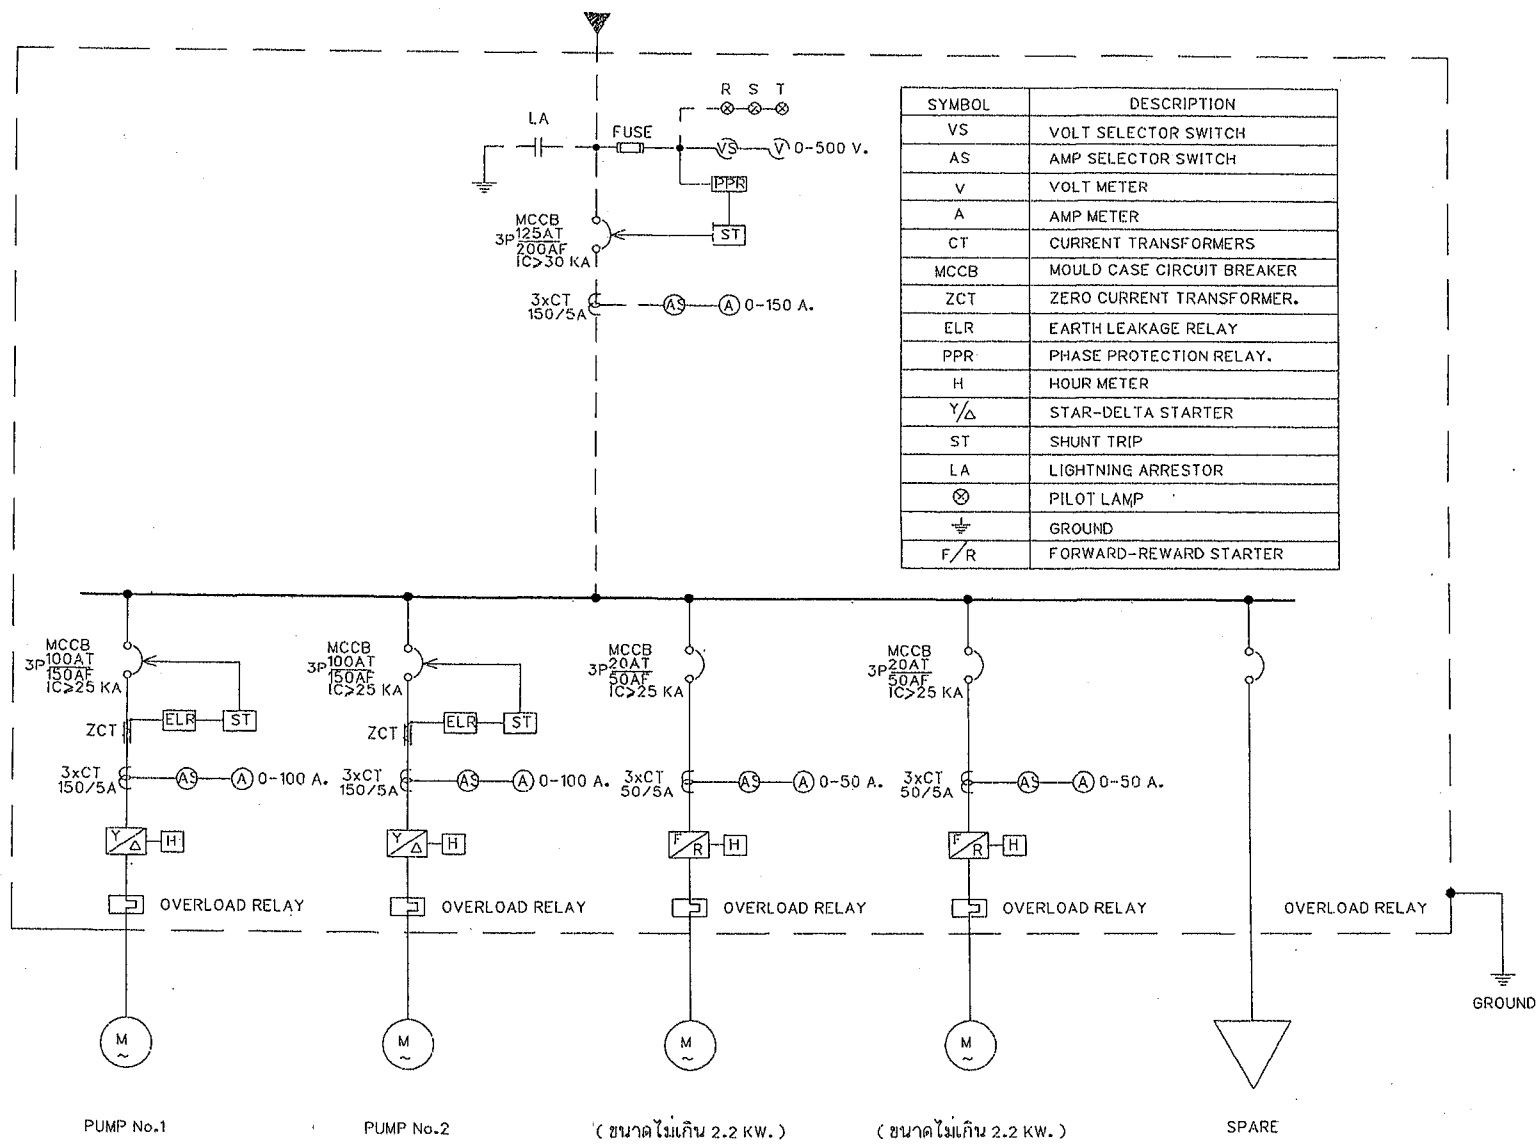 R S T
LA
FUSE
VS
V
0-500 V.
PPR
MCCB
3P 125AT
200AF
IC>30 KA
ST
3xCT
150/5A
AS
A
0-150 A.
SYMBOL DESCRIPTION
VS VOLT SELECTOR SWITCH
AS AMP SELECTOR SWITCH
V VOLT METER
A AMP METER
CT CURRENT TRANSFORMERS
MCCB MOULD CASE CIRCUIT BREAKER
ZCT ZERO CURRENT TRANSFORMER.
ELR EARTH LEAKAGE RELAY
PPR PHASE PROTECTION RELAY.
H HOUR METER
Y/Δ STAR-DELTA STARTER
ST SHUNT TRIP
LA LIGHTNING ARRESTOR
PILOT LAMP
GROUND
F/R FORWARD-REWARD STARTER
MCCB
3P 100AT
150AF
IC≥25 KA
ZCT
ELR
ST
3xCT
150/5A
AS
A
0-100 A.
Y/Δ
H
OVERLOAD RELAY
M
~
PUMP No.1
MCCB
3P 100AT
150AF
IC≥25 KA
ZCT
ELR
ST
3xCT
150/5A
AS
A
0-100 A.
Y/Δ
H
OVERLOAD RELAY
M
~
PUMP No.2
MCCB
3P 20AT
50AF
IC>25 KA
3xCT
50/5A
AS
A
0-50 A.
F/R
H
OVERLOAD RELAY
M
~
( ขนาดไม่เกิน 2.2 KW. )
MCCB
3P 20AT
50AF
IC>25 KA
3xCT
50/5A
AS
A
0-50 A.
F/R
H
OVERLOAD RELAY
M
~
( ขนาดไม่เกิน 2.2 KW. )
OVERLOAD RELAY
SPARE
GROUND